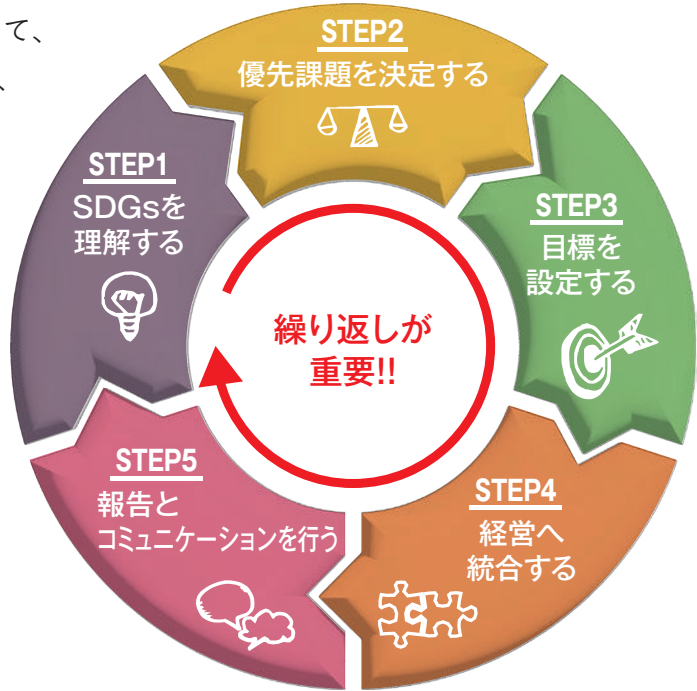 て、
、
STEP1
SDGsを
理解する
STEP2
優先課題を決定する
STEP3
目標を
設定する
STEP4
経営へ
統合する
STEP5
報告と
コミュニケーションを行う
繰り返しが
重要!!